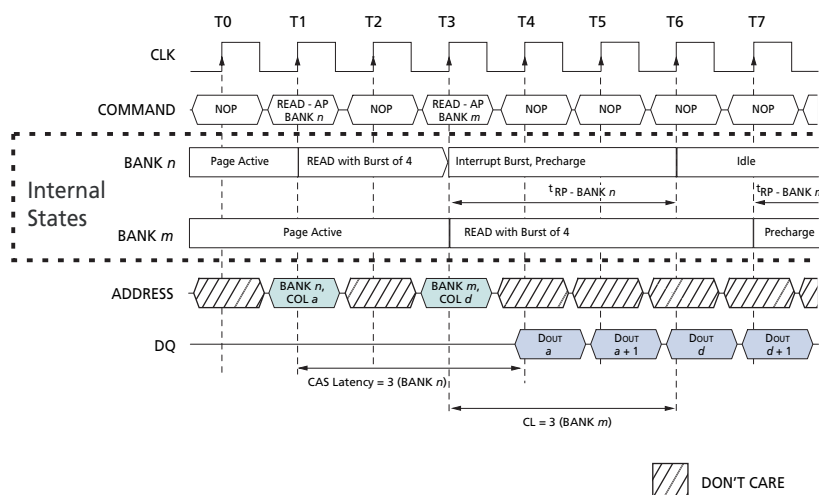 T0 T1 T2 T3 T4 T5 T6 T7
CLK
COMMAND NOP READ - AP BANK n NOP READ - AP BANK m NOP NOP NOP NOP
Internal States
BANK n Page Active READ with Burst of 4 Interrupt Burst, Precharge Idle
tRP - BANK n tRP - BANK m
BANK m Page Active READ with Burst of 4 Precharge
ADDRESS BANK n, COL a BANK m, COL d
DQ DOUT a DOUT a + 1 DOUT d DOUT d + 1
CAS Latency = 3 (BANK n)
CL = 3 (BANK m)
DON'T CARE